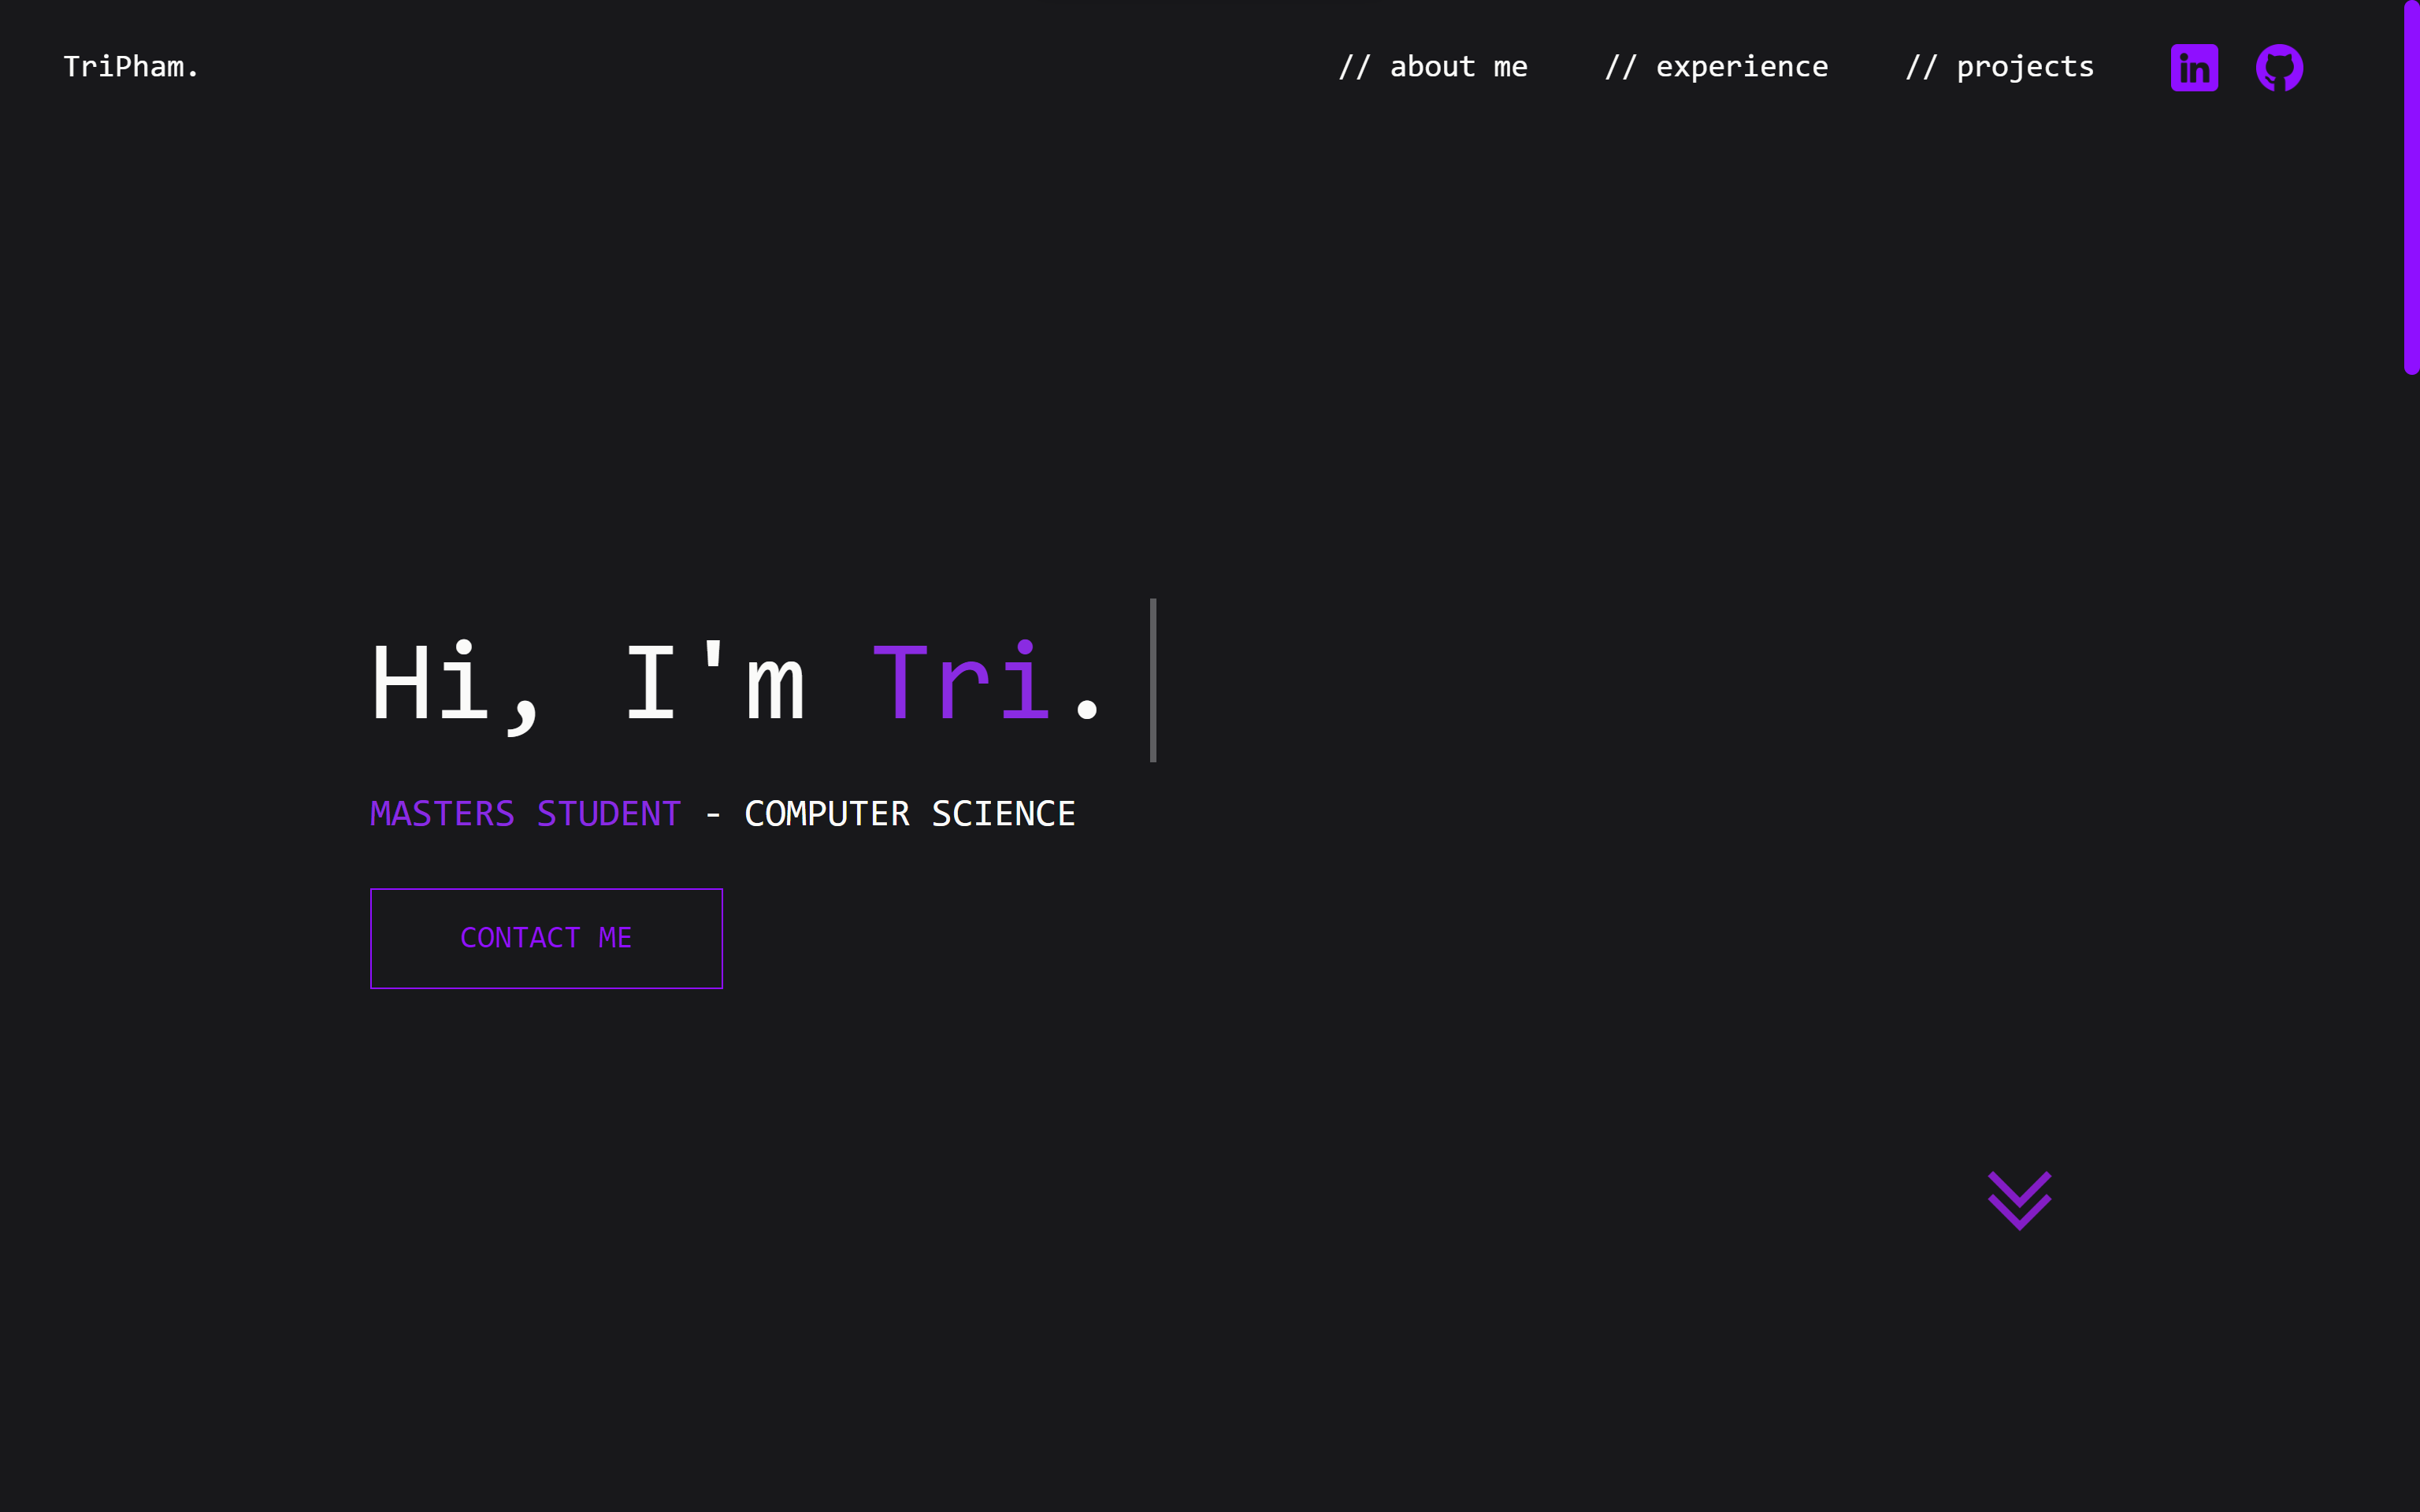 TriPham.
// about me
// experience
// projects
in
Hi, I'm Tri.
MASTERS STUDENT - COMPUTER SCIENCE
CONTACT ME